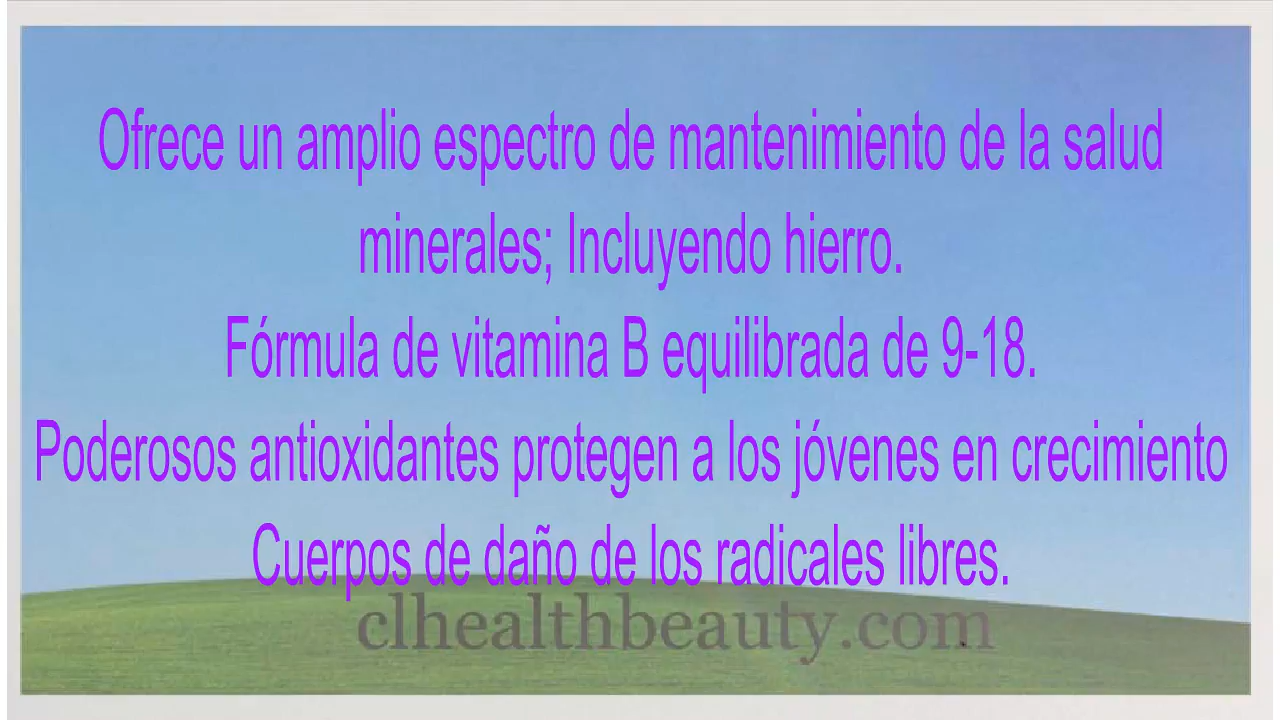 Ofrece un amplio espectro de mantenimiento de la salud
minerales; Incluyendo hierro.
Fórmula de vitamina B equilibrada de 9-18.
Poderosos antioxidantes protegen a los jóvenes en crecimiento
Cuerpos de daño de los radicales libres.
clhealthbeauty.com